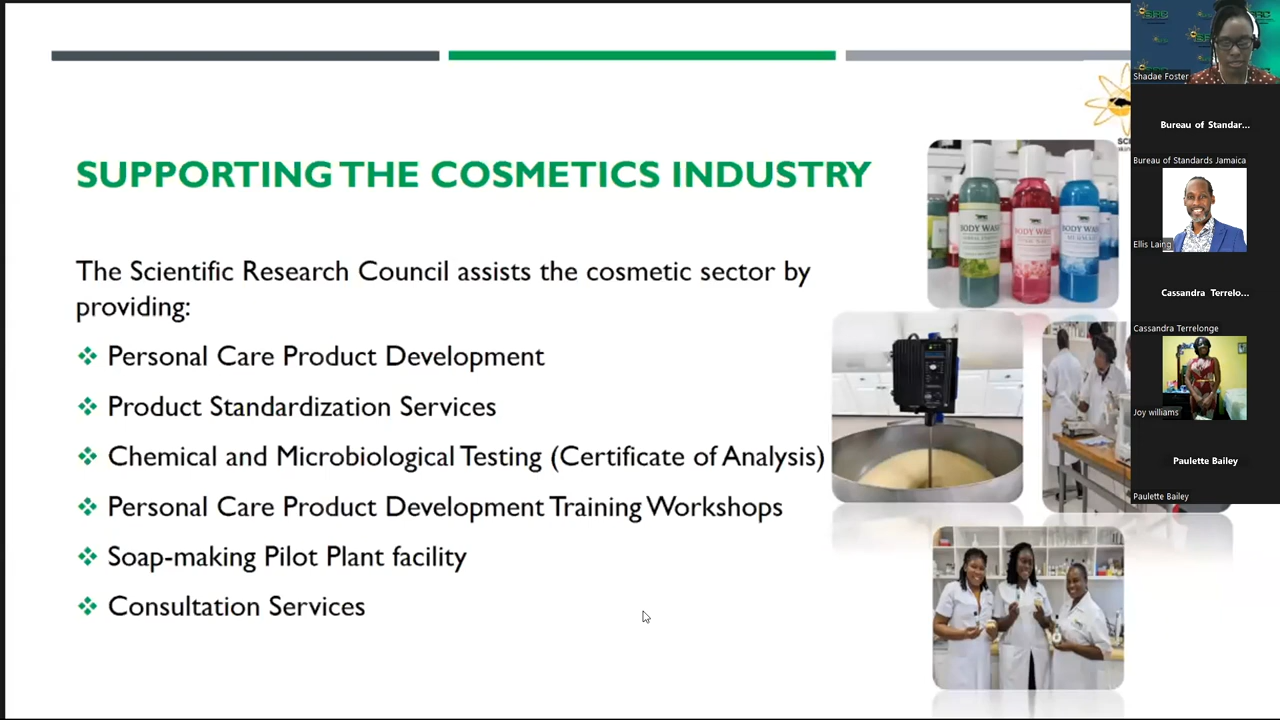 SUPPORTING THE COSMETICS INDUSTRY
The Scientific Research Council assists the cosmetic sector by
providing:
Personal Care Product Development
Product Standardization Services
Chemical and Microbiological Testing (Certificate of Analysis)
Personal Care Product Development Training Workshops
Soap-making Pilot Plant facility
Consultation Services
BODY WASH
BODY
BODY WASH
Shadae Foster
Bureau of Standar...
Bureau of Standards Jamaica
Ellis Laing
Cassandra Terrelo...
Cassandra Terrelonge
Joy williams
Paulette Bailey
Paulette Bailey